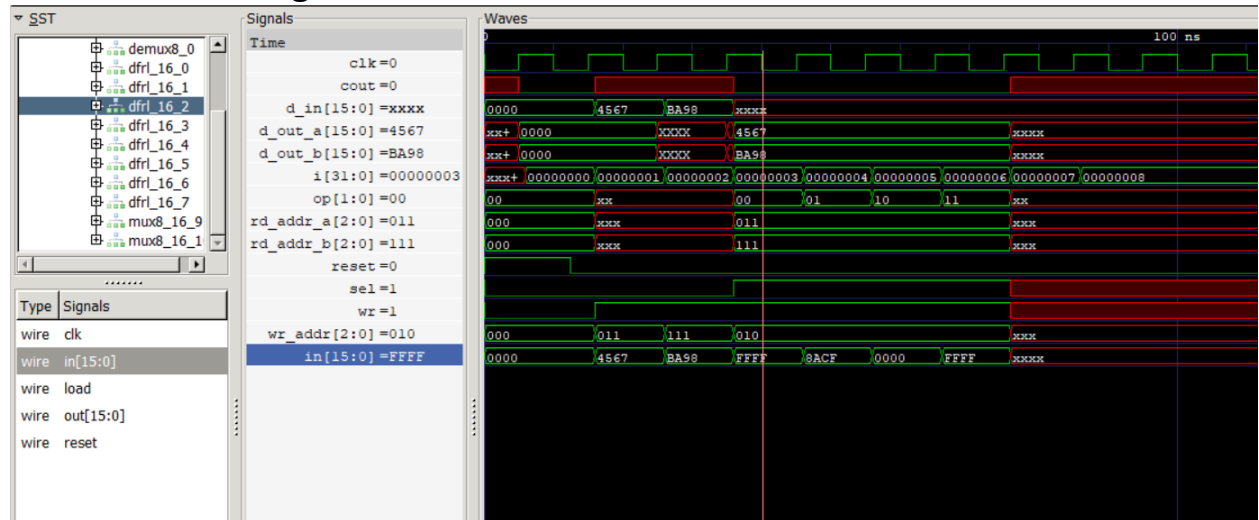 SST
demux8_0
dfrl_16_0
dfrl_16_1
dfrl_16_2
dfrl_16_3
dfrl_16_4
dfrl_16_5
dfrl_16_6
dfrl_16_7
mux8_16_9
mux8_16_1
Type Signals
wire clk
wire in[15:0]
wire load
wire out[15:0]
wire reset
Signals
Time
clk=0
cout=0
d_in[15:0]=xxxx
d_out_a[15:0]=4567
d_out_b[15:0]=BA98
i[31:0]=00000003
op[1:0]=00
rd_addr_a[2:0]=011
rd_addr_b[2:0]=111
reset=0
sel=1
wr=1
wr_addr[2:0]=010
in[15:0]=FFFF
Waves
100 ns
0000 4567 BA98 xxxx
xx+ 0000 XXXX 4567 xxxx
xx+ 0000 XXXX BA98 xxxx
xxx+ 00000000 00000001 00000002 00000003 00000004 00000005 00000006 00000007 00000008
00 xx 00 01 10 11 xx
000 xxx 011 xxx
000 xxx 111 xxx
000 011 111 010 xxx
0000 4567 BA98 FFFF 8ACF 0000 FFFF xxxx